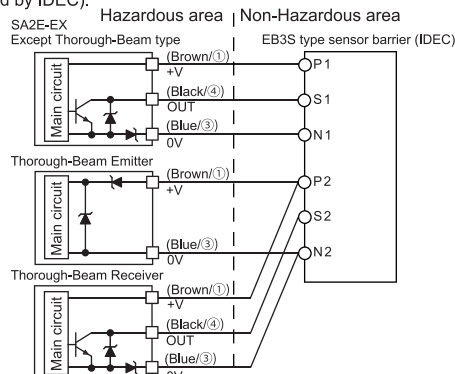 ed by IDEC).
Hazardous area Non-Hazardous area
SA2E-EX
Except Thorough-Beam type
EB3S type sensor barrier (IDEC)
Main circuit
(Brown/①)
+V
(Black/④)
OUT
(Blue/③)
0V
P1
S1
N1
Thorough-Beam Emitter
Main circuit
(Brown/①)
+V
(Blue/③)
0V
P2
S2
N2
Thorough-Beam Receiver
Main circuit
(Brown/①)
+V
(Black/④)
OUT
(Blue/③)
0V